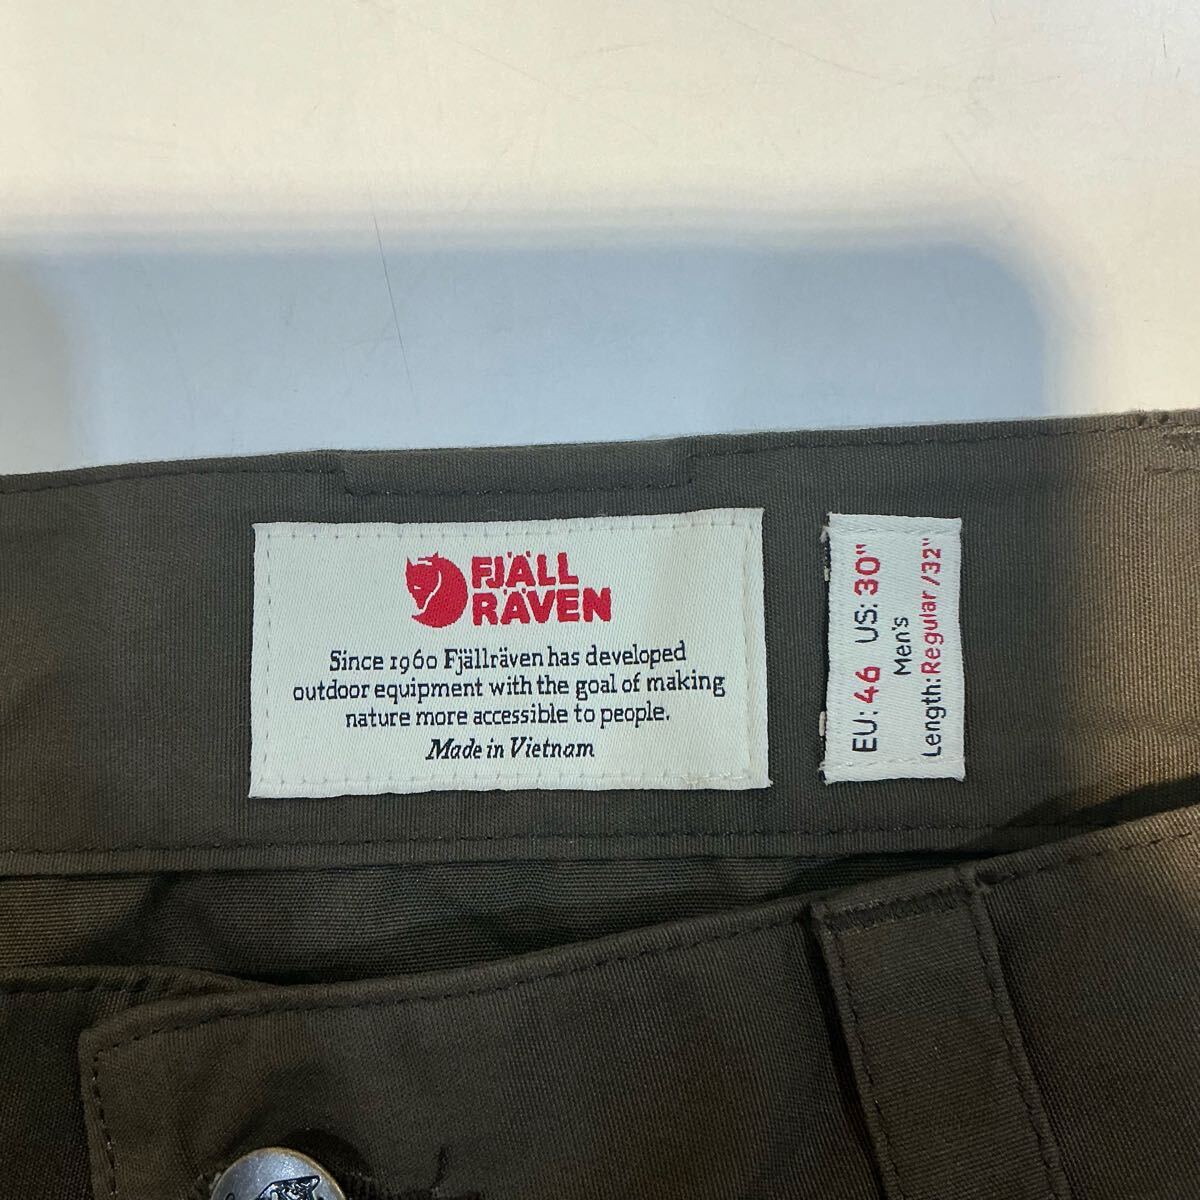 FJÄLL
RÄVEN
Since 1960 Fjällräven has developed
outdoor equipment with the goal of making
nature more accessible to people.
Made in Vietnam
EU: 46 US: 30"
Men's
Length: Regular /32"